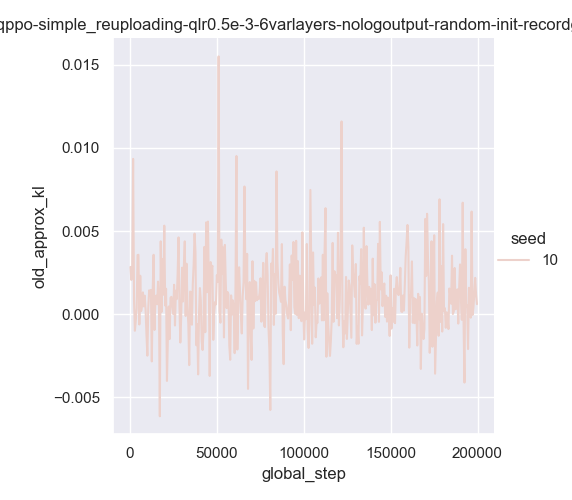 qppo-simple_reuploading-qlr0.5e-3-6varlayers-nologoutput-random-init-recordg
0.015
0.010
0.005
0.000
−0.005
old_approx_kl
0 50000 100000 150000 200000
global_step
seed
10